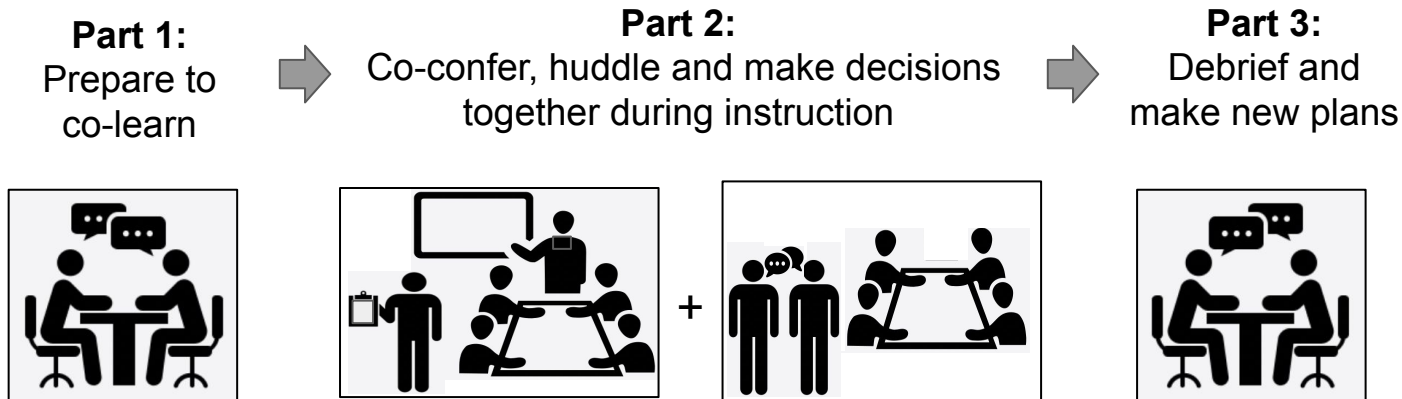 Part 1:
Prepare to
co-learn
Part 2:
Co-confer, huddle and make decisions
together during instruction
Part 3:
Debrief and
make new plans
+